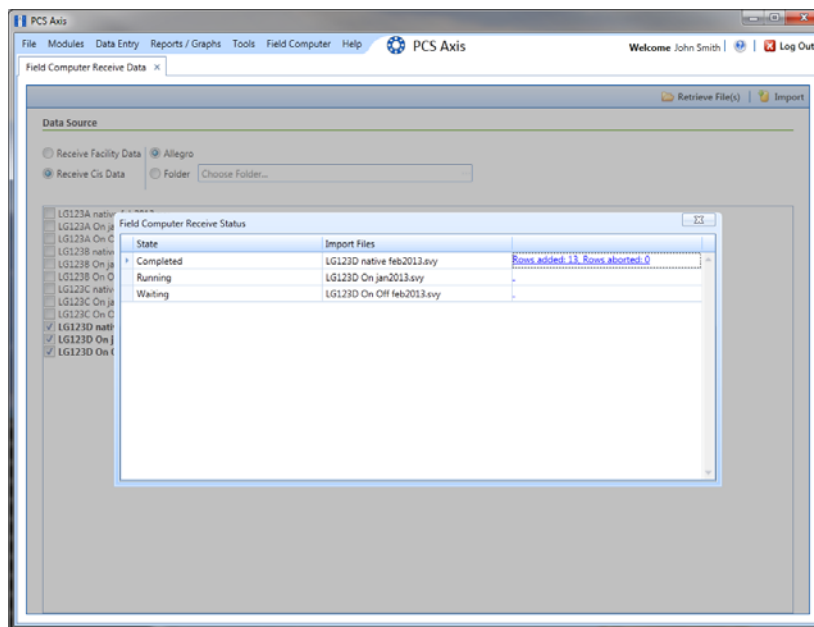 PCS Axis
File Modules Data Entry Reports / Graphs Tools Field Computer Help PCS Axis Welcome John Smith Log Out
Field Computer Receive Data ×
Retrieve File(s) Import
Data Source
Receive Facility Data Allegro
Receive Cis Data Folder Choose Folder...
LG123A
LG123A On
LG123A On
LG123B
LG123B On
LG123B On
LG123C
LG123C On
LG123C On
LG123D
LG123D On
LG123D On
Field Computer Receive Status
State Import Files
Completed LG123D native feb2013.svy Rows added: 13, Rows aborted: 0
Running LG123D On jan2013.svy
Waiting LG123D On Off feb2013.svy